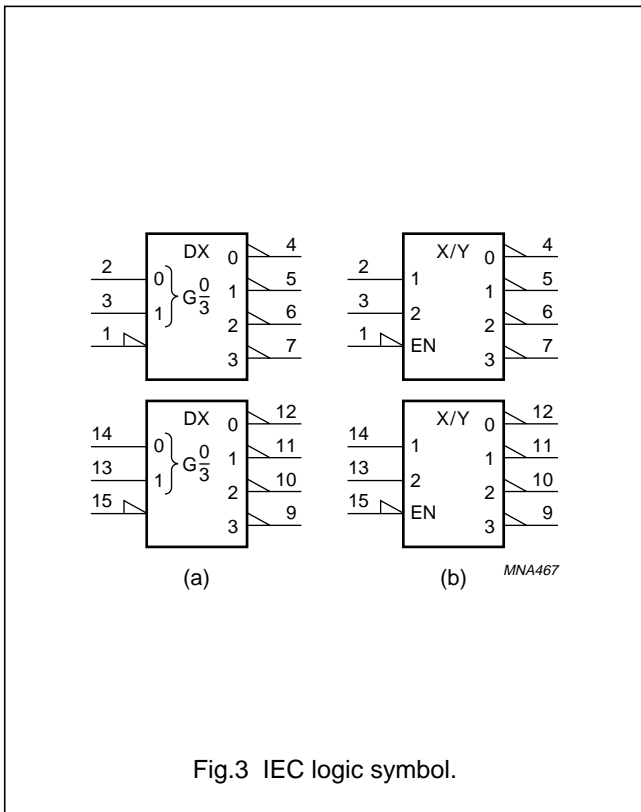 DX 0 4
2 0 1 5
G 0/3
3 1 2 6
1 3 7
X/Y 0 4
2 1 1 5
3 2 2 6
1 EN 3 7
DX 0 12
14 0 1 11
G 0/3
13 1 2 10
15 3 9
X/Y 0 12
14 1 1 11
13 2 2 10
15 EN 3 9
(a)
(b)
MNA467
Fig.3 IEC logic symbol.